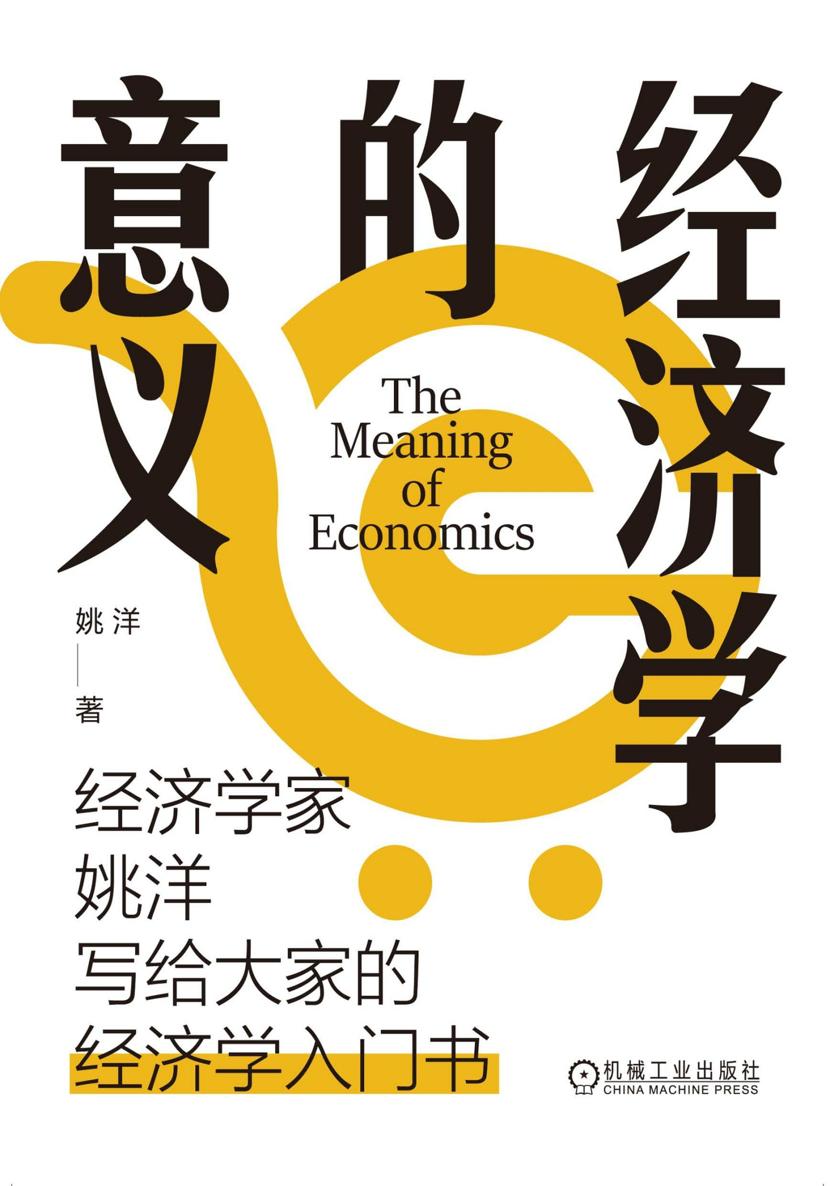 经济学
的
意义
The
Meaning
of
Economics
姚洋
著
经济学家
姚洋
写给大家的
经济学入门书
机械工业出版社
CHINA MACHINE PRESS